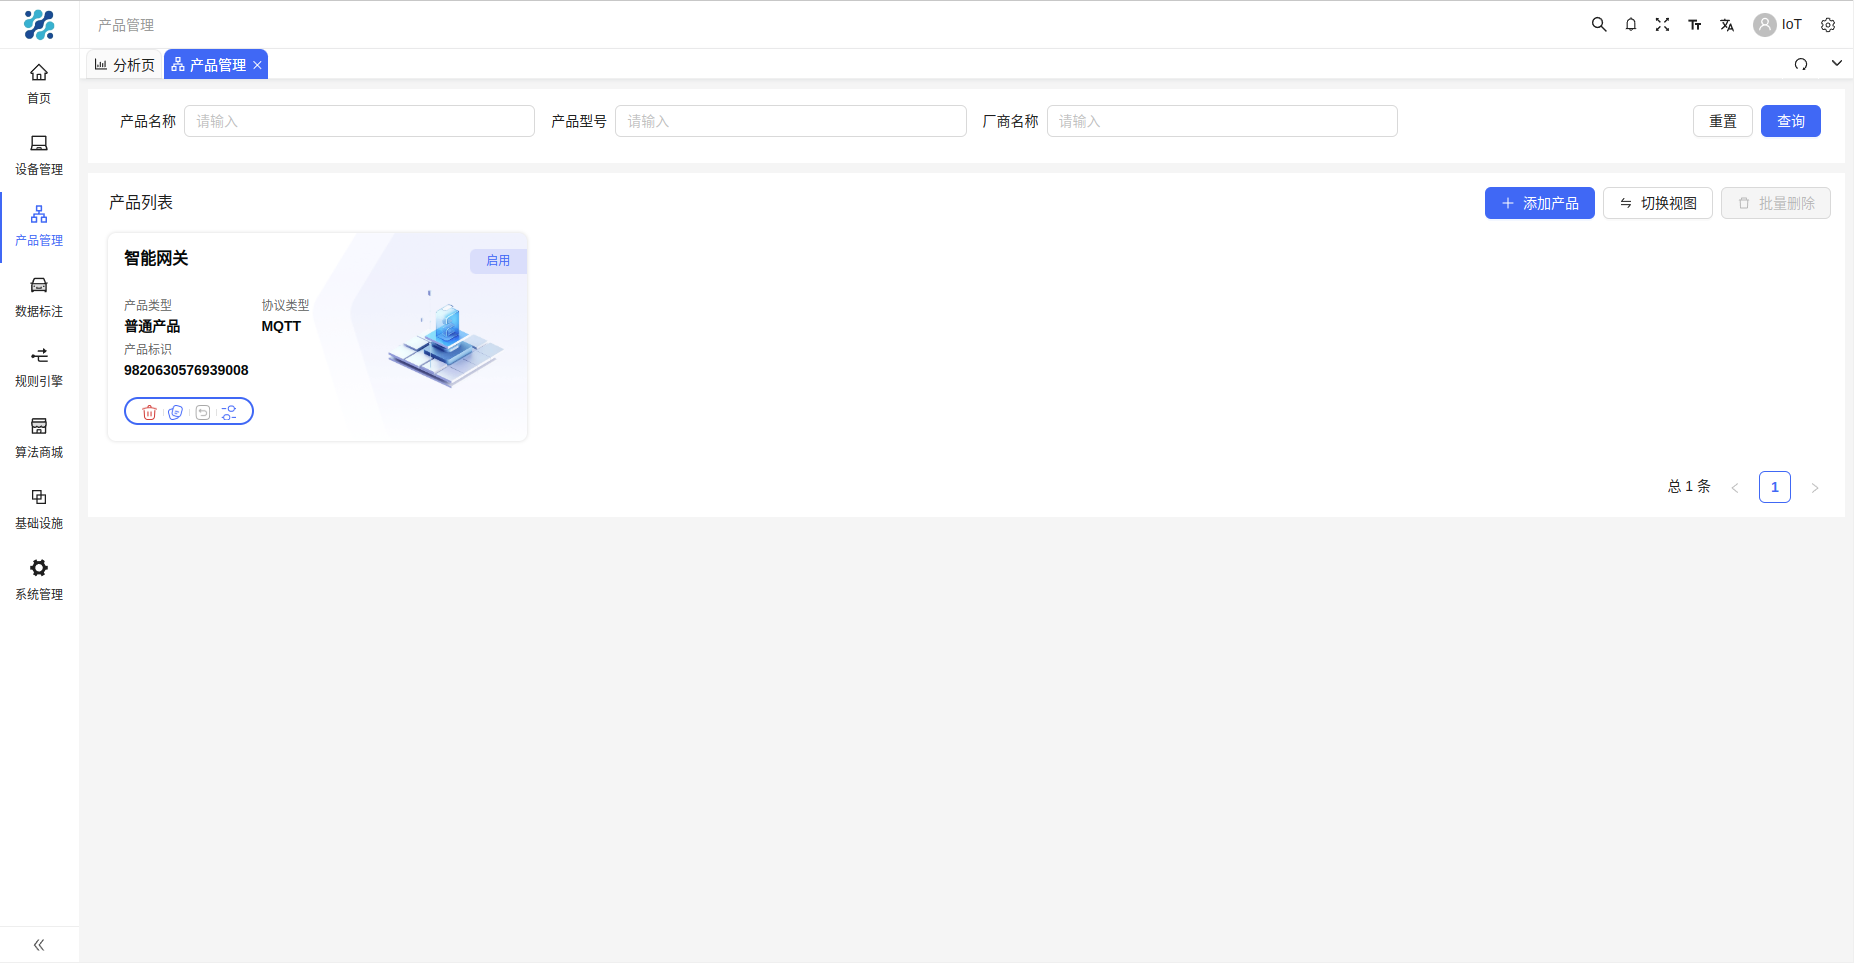 产品管理
IoT
分析页
产品管理
首页
设备管理
产品管理
数据标注
规则引擎
算法商城
基础设施
系统管理
产品名称 请输入 产品型号 请输入 厂商名称 请输入 重置 查询
产品列表
添加产品 切换视图 批量删除
智能网关
启用
产品类型 协议类型
普通产品 MQTT
产品标识
9820630576939008
总 1 条 1